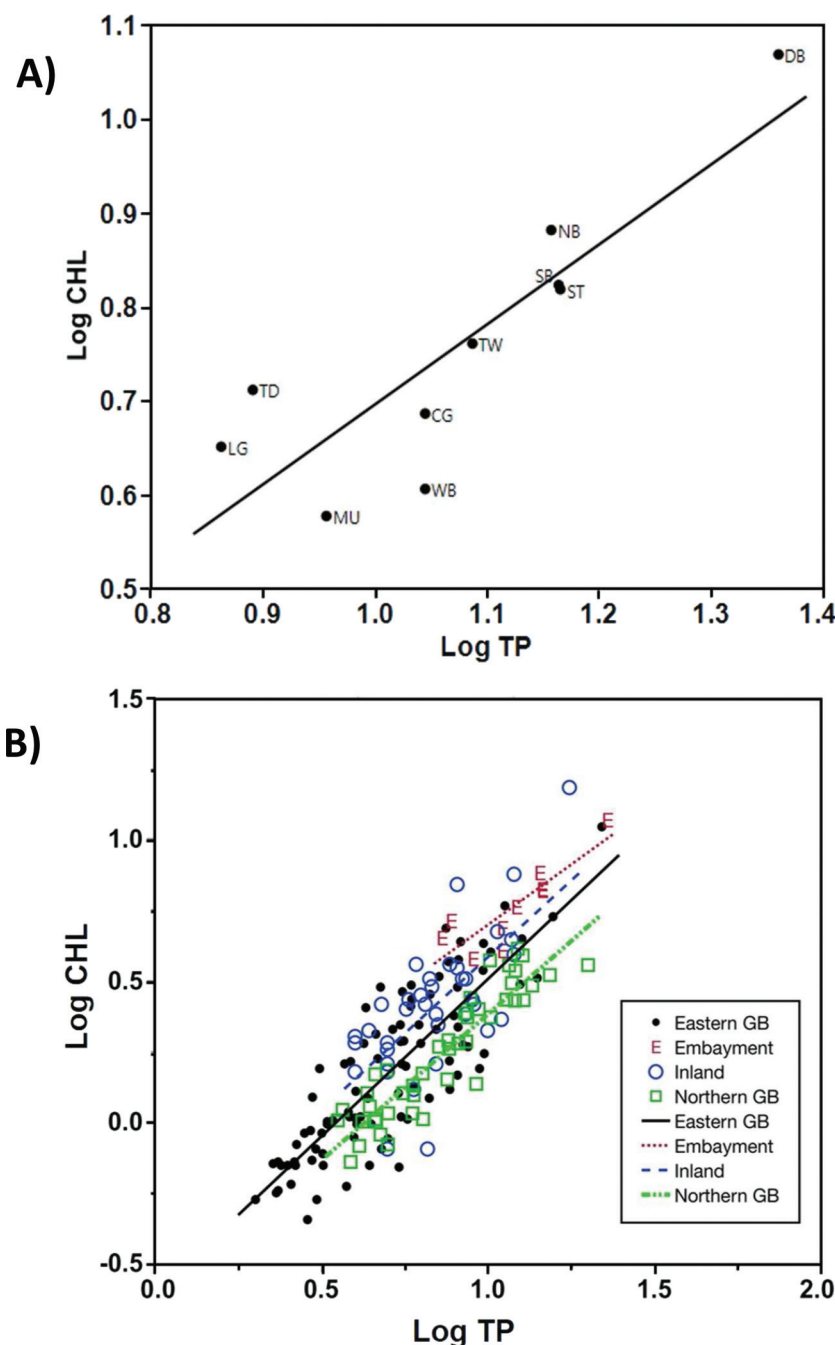 A)
1.1
1.0
0.9
0.8
0.7
0.6
0.5
Log CHL
DB
NB
SB
ST
TW
TD
CG
LG
WB
MU
0.8 0.9 1.0 1.1 1.2 1.3 1.4
Log TP
B)
1.5
1.0
0.5
0.0
-0.5
Log CHL
E
E
E
E
E
E
E
E
E
E
Eastern GB
E Embayment
Inland
Northern GB
Eastern GB
Embayment
Inland
Northern GB
0.0 0.5 1.0 1.5 2.0
Log TP